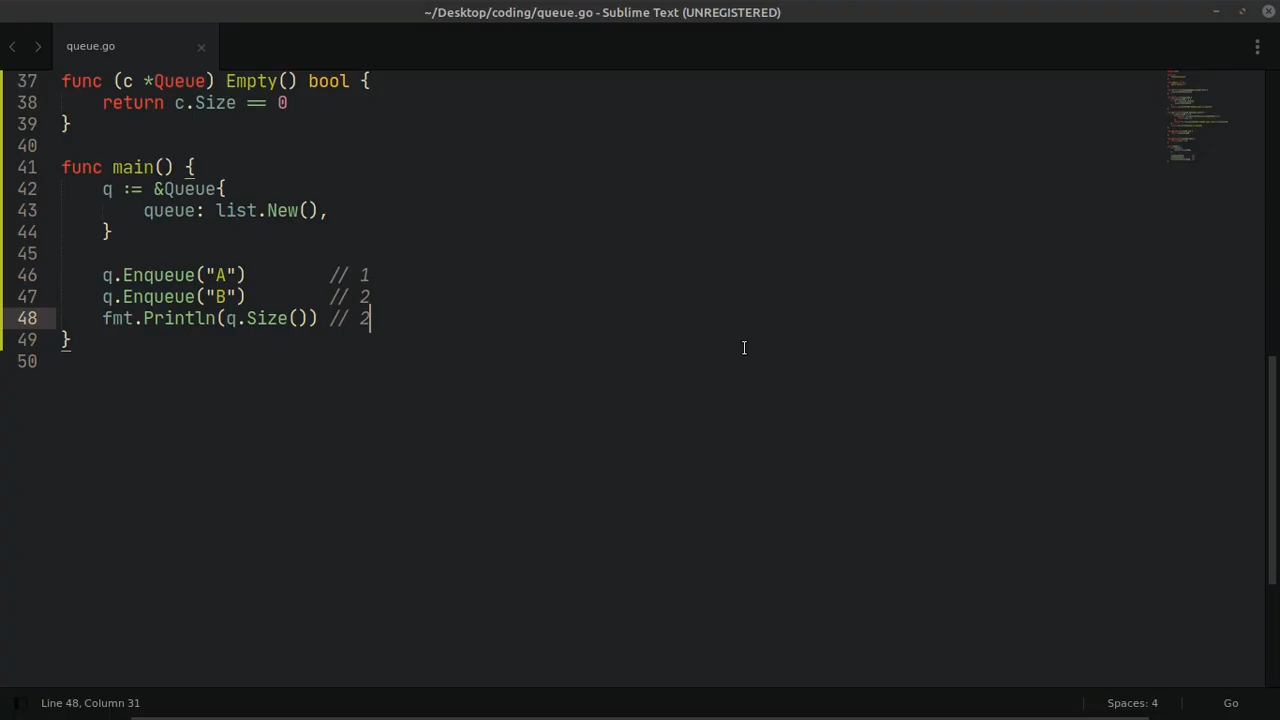 ~/Desktop/coding/queue.go - Sublime Text (UNREGISTERED)
queue.go
37 func (c *Queue) Empty() bool {
38     return c.Size == 0
39 }
40
41 func main() {
42     q := &Queue{
43         queue: list.New(),
44     }
45
46     q.Enqueue("A")        // 1
47     q.Enqueue("B")        // 2
48     fmt.Println(q.Size()) // 2
49 }
50
Line 48, Column 31
Spaces: 4
Go